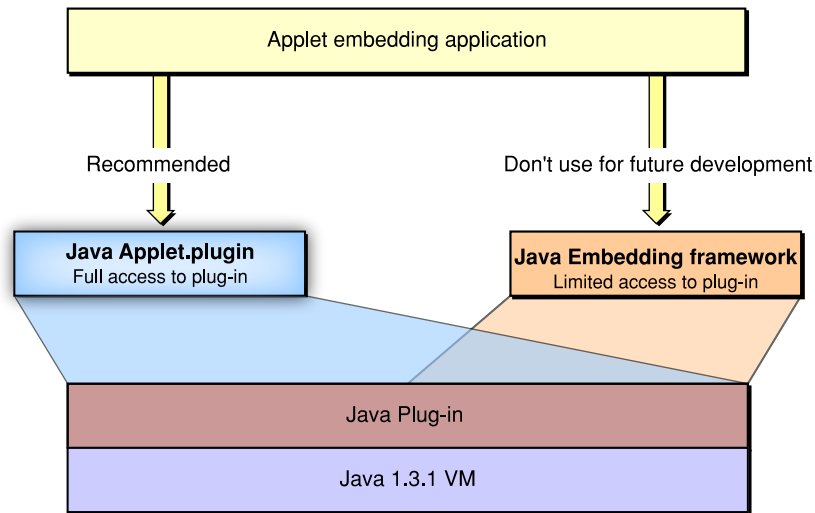 Applet embedding application
Recommended
Don't use for future development
Java Applet.plugin
Full access to plug-in
Java Embedding framework
Limited access to plug-in
Java Plug-in
Java 1.3.1 VM